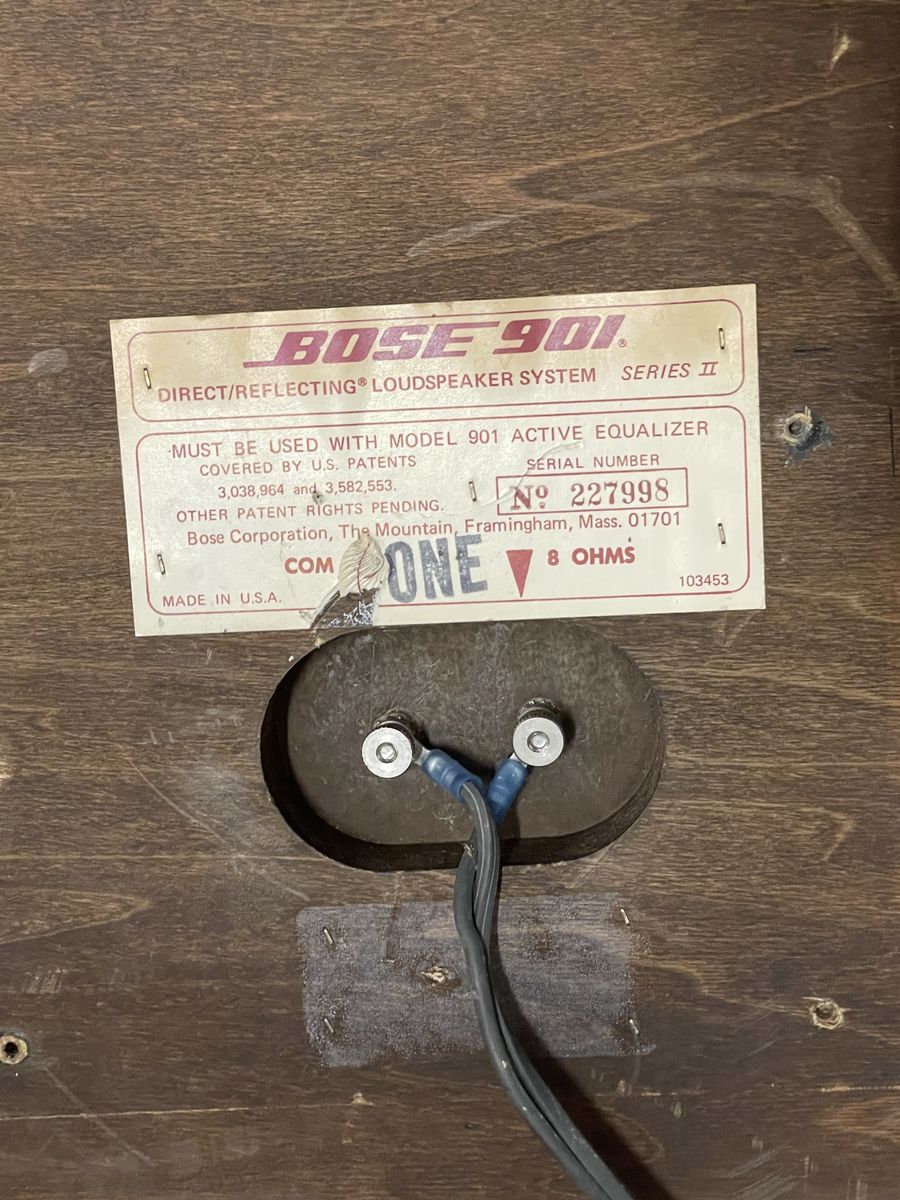 BOSE 901®
DIRECT/REFLECTING® LOUDSPEAKER SYSTEM SERIES II
MUST BE USED WITH MODEL 901 ACTIVE EQUALIZER
COVERED BY U.S. PATENTS
3,038,964 and 3,582,553.
OTHER PATENT RIGHTS PENDING.
SERIAL NUMBER
Nº 227998
Bose Corporation, The Mountain, Framingham, Mass. 01701
COM ONE 8 OHMS
MADE IN U.S.A. 103453